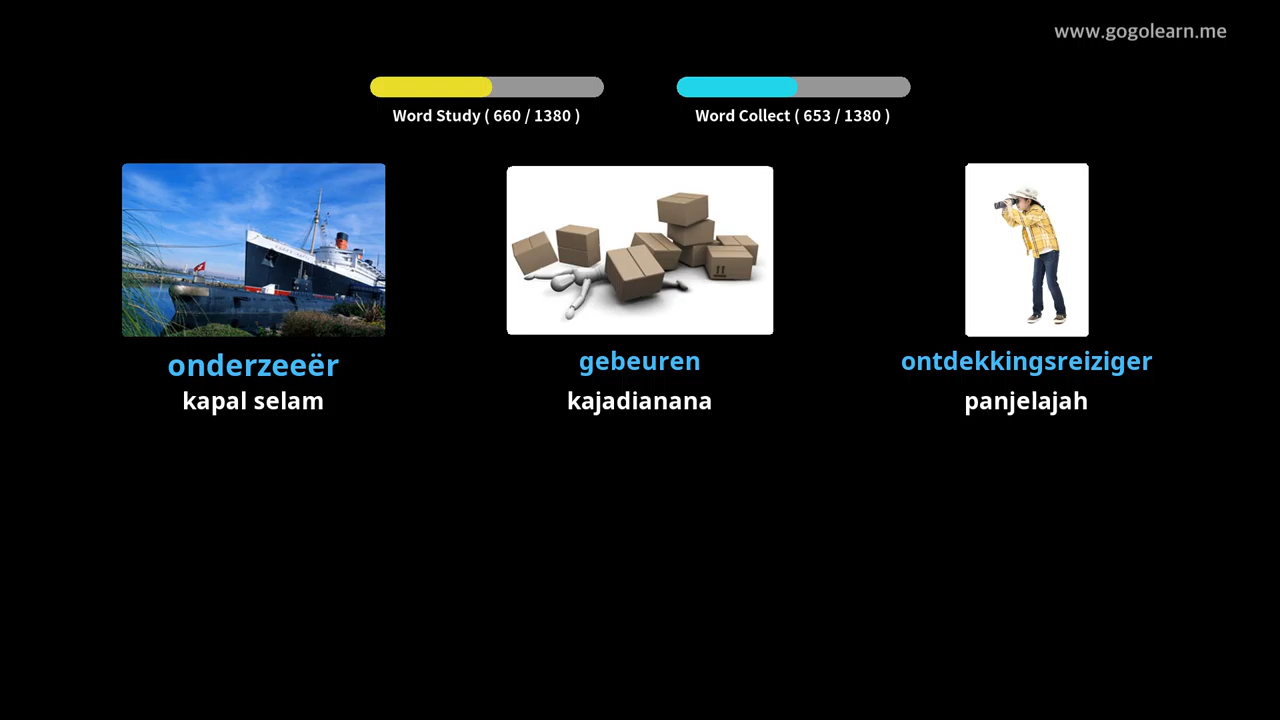 www.gogolearn.me
Word Study ( 660 / 1380 )
Word Collect ( 653 / 1380 )
onderzeeër
kapal selam
gebeuren
kajadianana
ontdekkingsreiziger
panjelajah